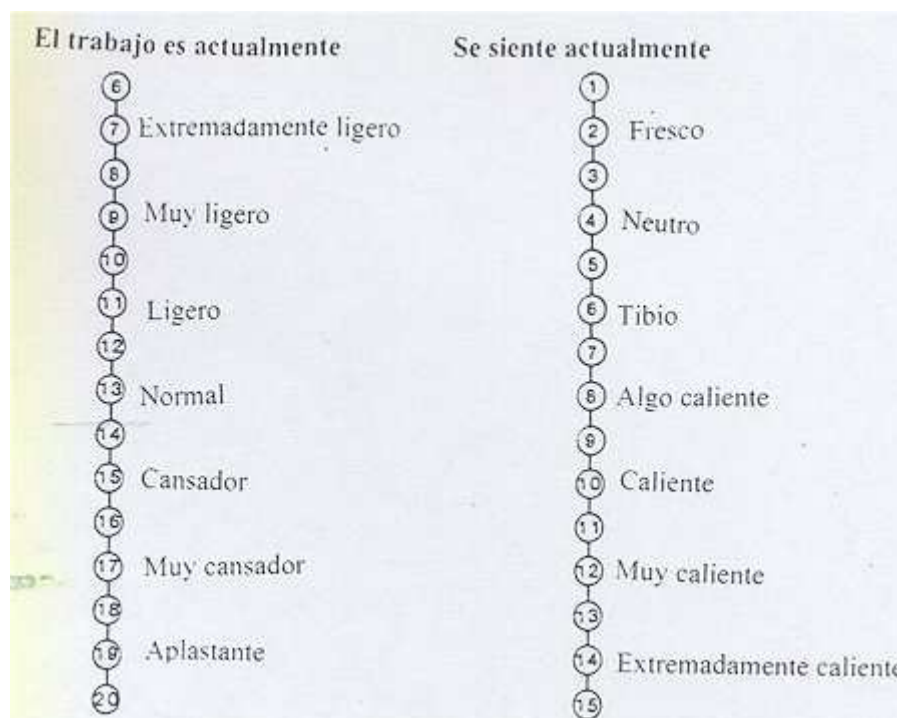 El trabajo es actualmente
6
7 Extremadamente ligero
8
9 Muy ligero
10
11 Ligero
12
13 Normal
14
15 Cansador
16
17 Muy cansador
18
19 Aplastante
20
Se siente actualmente
1
2 Fresco
3
4 Neutro
5
6 Tibio
7
8 Algo caliente
9
10 Caliente
11
12 Muy caliente
13
14 Extremadamente caliente
15